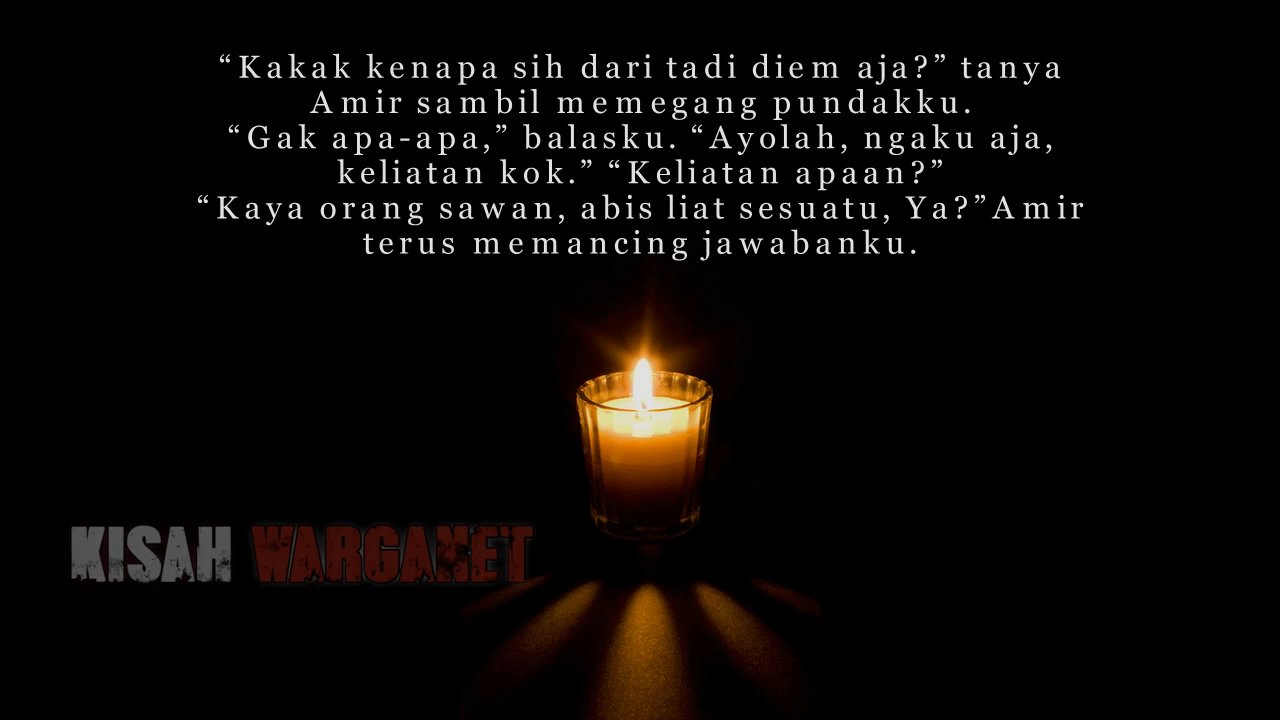 “Kakak kenapa sih dari tadi diem aja?” tanya
Amir sambil memegang pundakku.
“Gak apa-apa,” balasku. “Ayolah, ngaku aja,
keliatan kok.” “Keliatan apaan?”
“Kaya orang sawan, abis liat sesuatu, Ya?”Amir
terus memancing jawabanku.
KISAH WARGANET